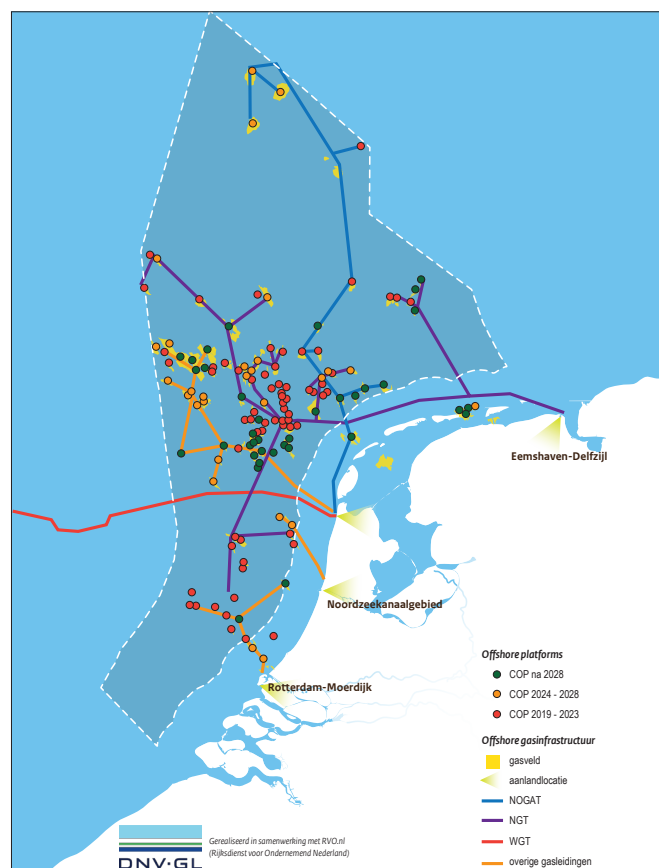 Eemshaven-Delfzijl
Noordzeekanaalgebied
Rotterdam-Moerdijk
Offshore platforms
COP na 2028
COP 2024 - 2028
COP 2019 - 2023
Offshore gasinfrastuctuur
gasveld
aanlandlocatie
NOGAT
NGT
WGT
overige gasleidingen
Gerealiseerd in samenwerking met RVO.nl
(Rijksdienst voor Ondernemend Nederland)
DNV·GL